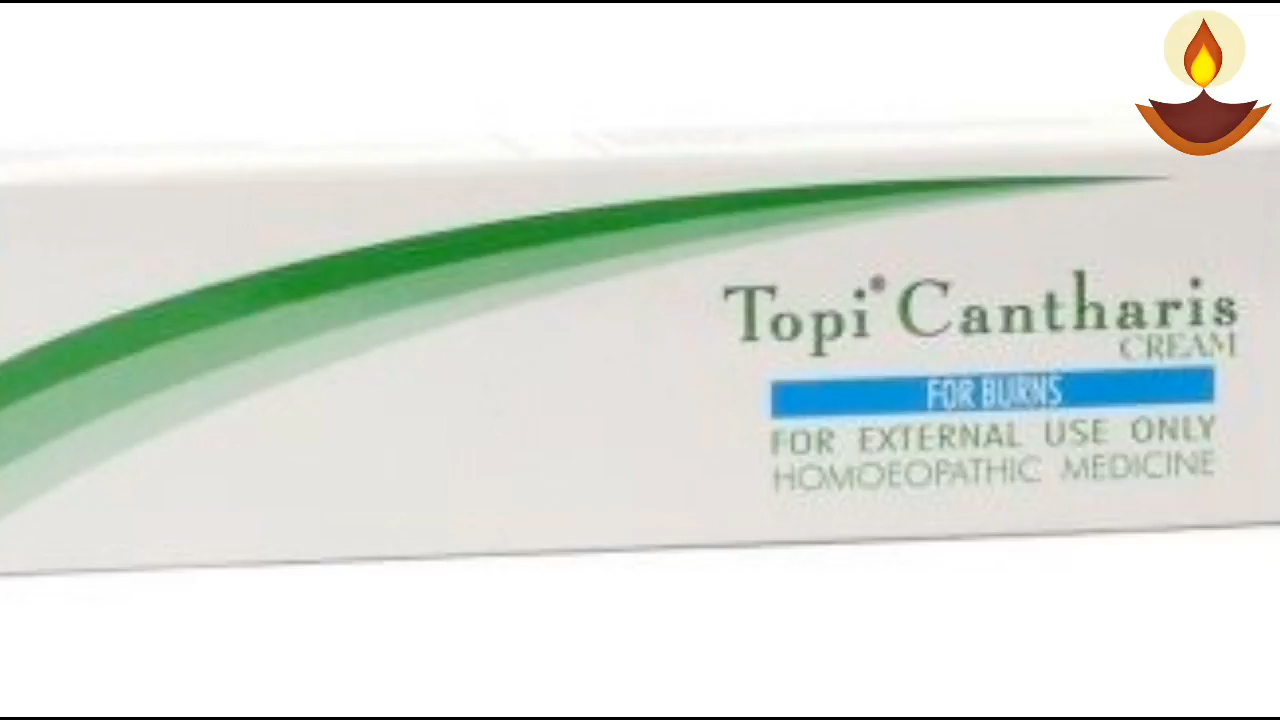 Topi® Cantharis
CREAM
FOR BURNS
FOR EXTERNAL USE ONLY
HOMOEOPATHIC MEDICINE